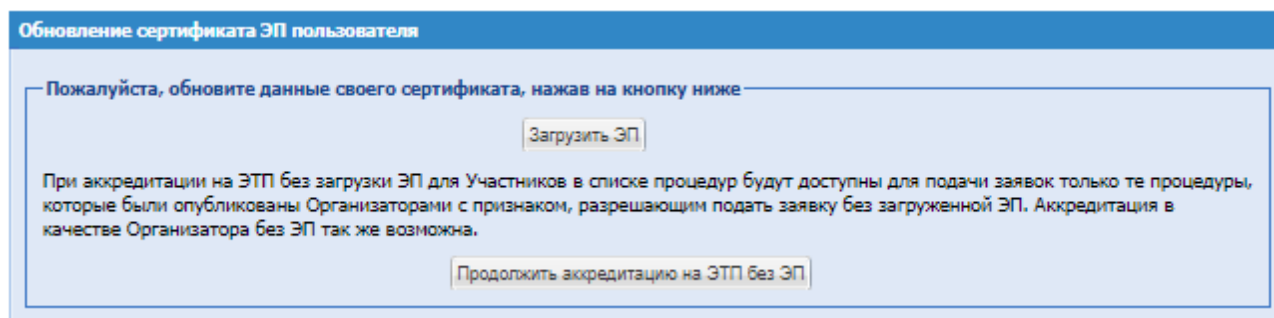 Обновление сертификата ЭП пользователя
Пожалуйста, обновите данные своего сертификата, нажав на кнопку ниже
Загрузить ЭП
При аккредитации на ЭТП без загрузки ЭП для Участников в списке процедур будут доступны для подачи заявок только те процедуры,
которые были опубликованы Организаторами с признаком, разрешающим подать заявку без загруженной ЭП. Аккредитация в
качестве Организатора без ЭП так же возможна.
Продолжить аккредитацию на ЭТП без ЭП